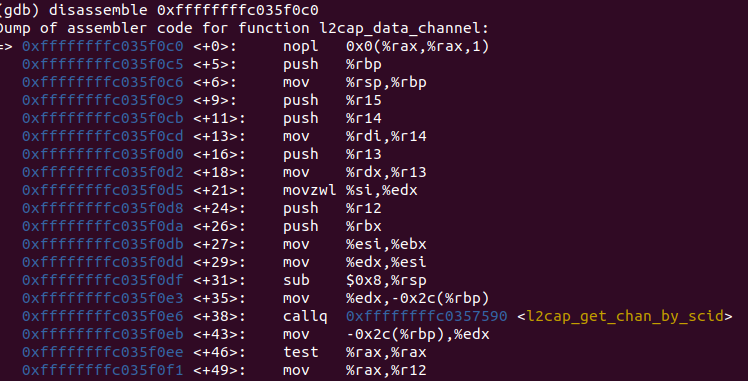 (gdb) disassemble 0xffffffffc035f0c0
Dump of assembler code for function l2cap_data_channel:
=> 0xffffffffc035f0c0 <+0>: nopl 0x0(%rax,%rax,1)
0xffffffffc035f0c5 <+5>: push %rbp
0xffffffffc035f0c6 <+6>: mov %rsp,%rbp
0xffffffffc035f0c9 <+9>: push %r15
0xffffffffc035f0cb <+11>: push %r14
0xffffffffc035f0cd <+13>: mov %rdi,%r14
0xffffffffc035f0d0 <+16>: push %r13
0xffffffffc035f0d2 <+18>: mov %rdx,%r13
0xffffffffc035f0d5 <+21>: movzwl %si,%edx
0xffffffffc035f0d8 <+24>: push %r12
0xffffffffc035f0da <+26>: push %rbx
0xffffffffc035f0db <+27>: mov %esi,%ebx
0xffffffffc035f0dd <+29>: mov %edx,%esi
0xffffffffc035f0df <+31>: sub $0x8,%rsp
0xffffffffc035f0e3 <+35>: mov %edx,-0x2c(%rbp)
0xffffffffc035f0e6 <+38>: callq 0xffffffffc0357590 <l2cap_get_chan_by_scid>
0xffffffffc035f0eb <+43>: mov -0x2c(%rbp),%edx
0xffffffffc035f0ee <+46>: test %rax,%rax
0xffffffffc035f0f1 <+49>: mov %rax,%r12